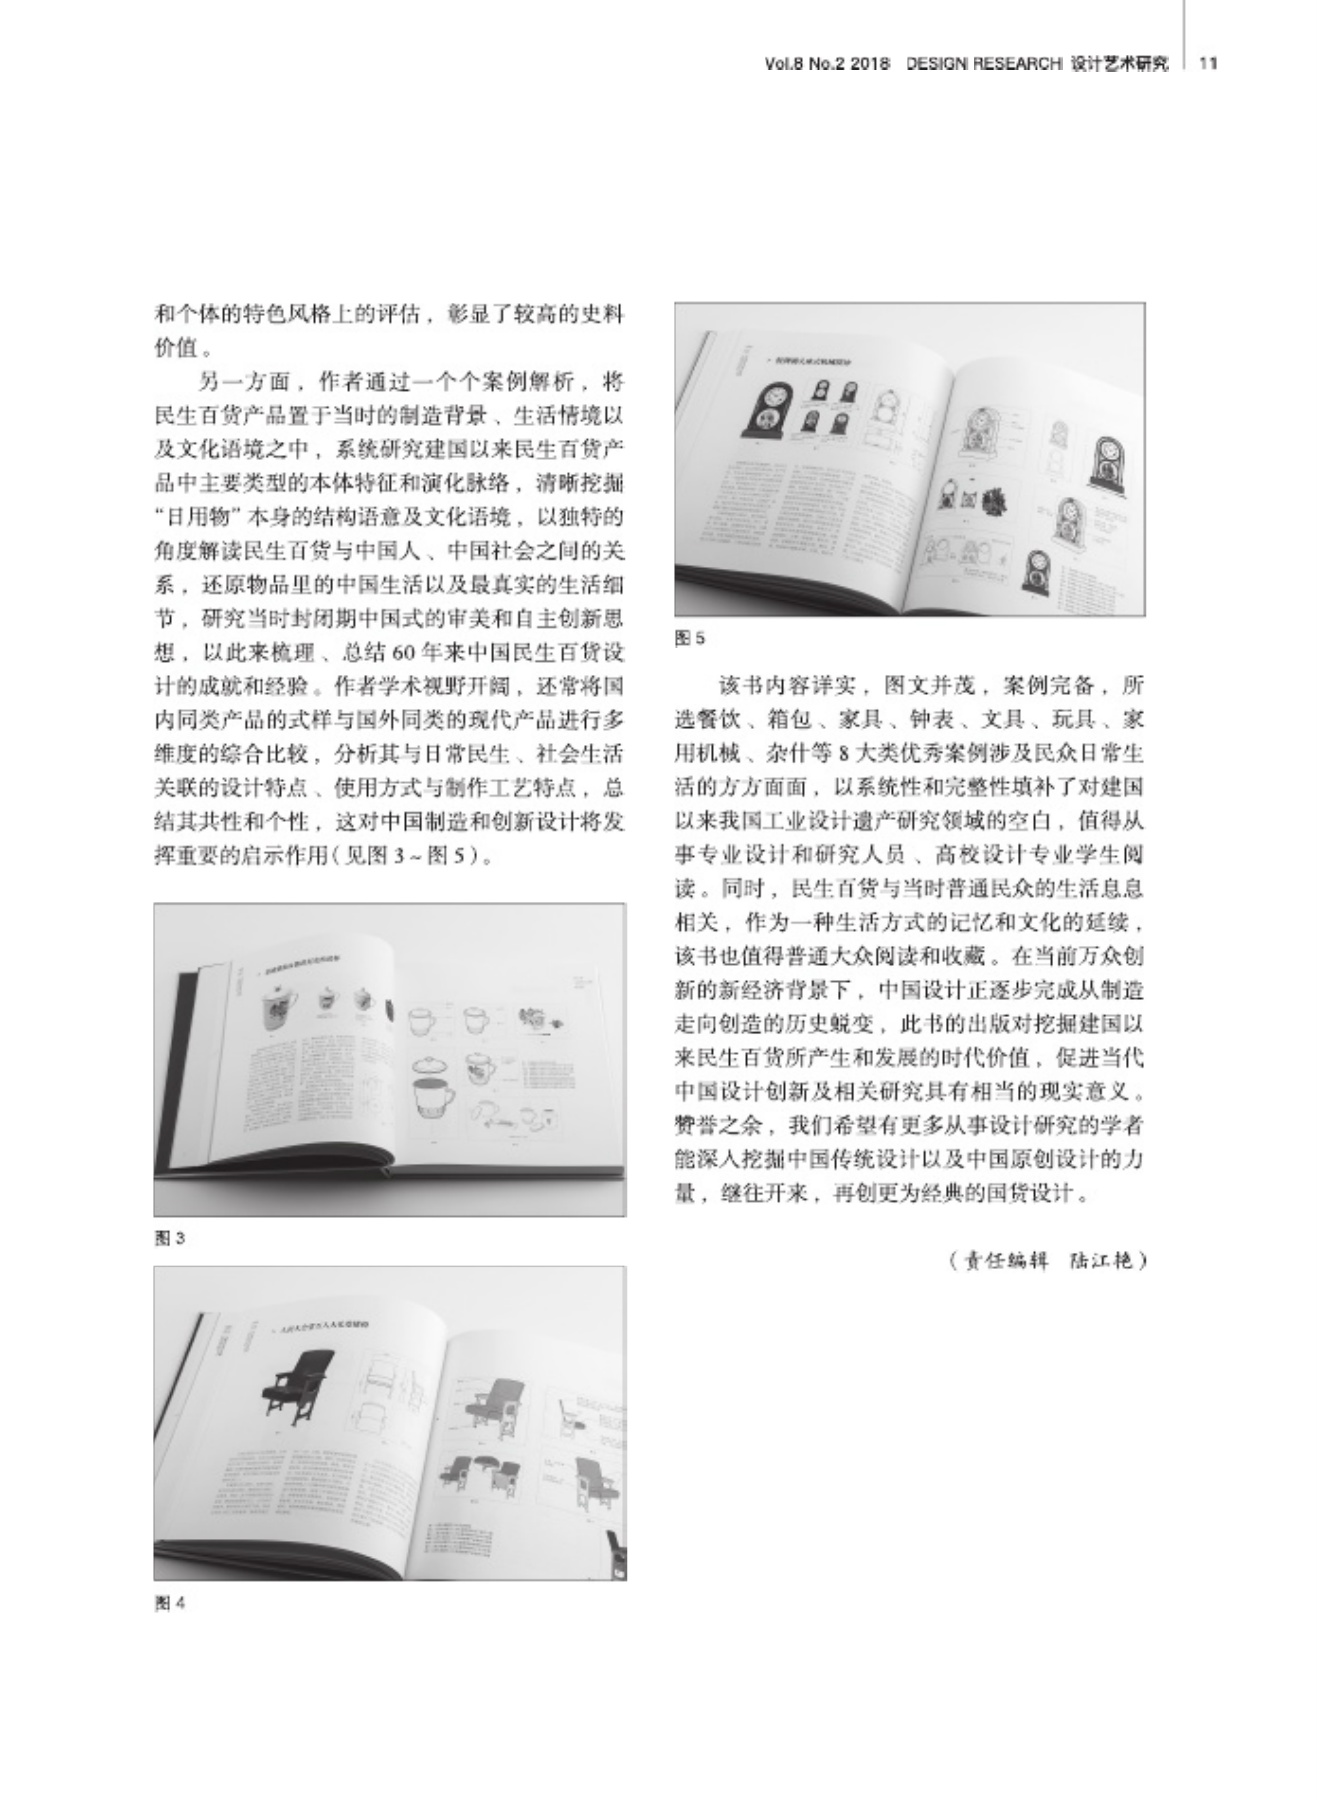 Vol.8 No.2 2018 DESIGN RESEARCH 设计艺术研究 11
和个体的特色风格上的评估，彰显了较高的史料
价值。
另一方面，作者通过一个个案例解析，将
民生百货产品置于当时的制造背景、生活情境以
及文化语境之中，系统研究建国以来民生百货产
品中主要类型的本体特征和演化脉络，清晰挖掘
“日用物”本身的结构语意及文化语境，以独特的
角度解读民生百货与中国人、中国社会之间的关
系，还原物品里的中国生活以及最真实的生活细
节，研究当时封闭期中国式的审美和自主创新思
想，以此来梳理、总结 60 年来中国民生百货设
计的成就和经验。作者学术视野开阔，还常将国
内同类产品的式样与国外同类的现代产品进行多
维度的综合比较，分析其与日常民生、社会生活
关联的设计特点、使用方式与制作工艺特点，总
结其共性和个性，这对中国制造和创新设计将发
挥重要的启示作用（见图 3 ~ 图 5）。
图 3
图 4
图 5
该书内容详实，图文并茂，案例完备，所
选餐饮、箱包、家具、钟表、文具、玩具、家
用机械、杂什等 8 大类优秀案例涉及民众日常生
活的方方面面，以系统性和完整性填补了对建国
以来我国工业设计遗产研究领域的空白，值得从
事专业设计和研究人员、高校设计专业学生阅
读。同时，民生百货与当时普通民众的生活息息
相关，作为一种生活方式的记忆和文化的延续，
该书也值得普通大众阅读和收藏。在当前万众创
新的新经济背景下，中国设计正逐步完成从制造
走向创造的历史蜕变，此书的出版对挖掘建国以
来民生百货所产生和发展的时代价值，促进当代
中国设计创新及相关研究具有相当的现实意义。
赞誉之余，我们希望有更多从事设计研究的学者
能深人挖掘中国传统设计以及中国原创设计的力
量，继往开来，再创更为经典的国货设计。
（责任编辑 陆江艳）